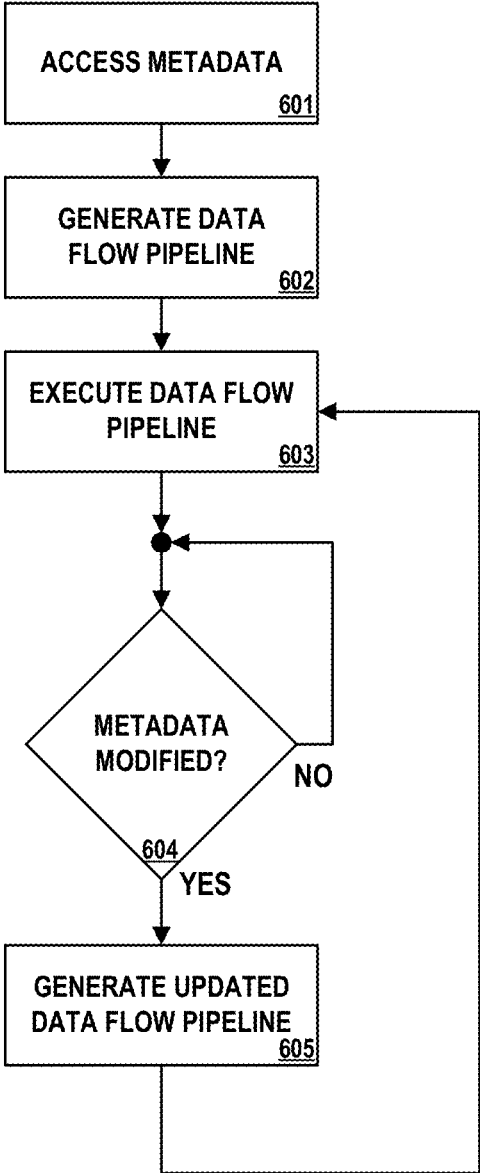 ACCESS METADATA
601
GENERATE DATA
FLOW PIPELINE
602
EXECUTE DATA FLOW
PIPELINE
603
METADATA
MODIFIED?
NO
604
YES
GENERATE UPDATED
DATA FLOW PIPELINE
605